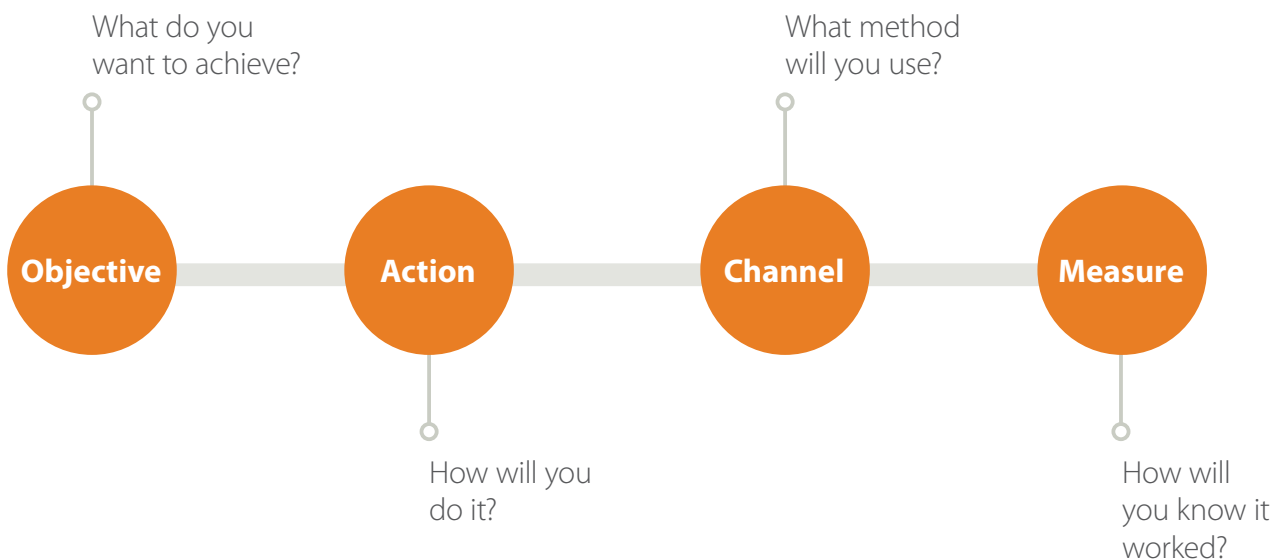 What do you
want to achieve?
What method
will you use?
Objective
Action
Channel
Measure
How will you
do it?
How will
you know it
worked?